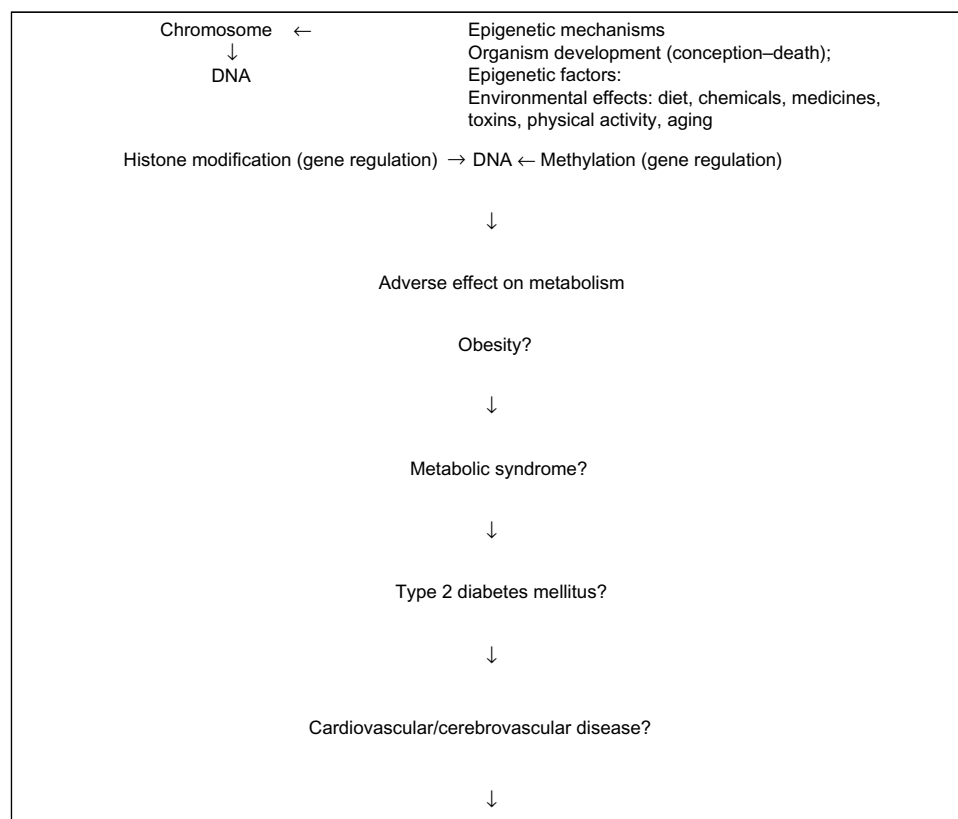 Chromosome ← Epigenetic mechanisms
↓ Organism development (conception–death);
DNA Epigenetic factors:
Environmental effects: diet, chemicals, medicines,
toxins, physical activity, aging
Histone modification (gene regulation) → DNA ← Methylation (gene regulation)
↓
Adverse effect on metabolism
Obesity?
↓
Metabolic syndrome?
↓
Type 2 diabetes mellitus?
↓
Cardiovascular/cerebrovascular disease?
↓